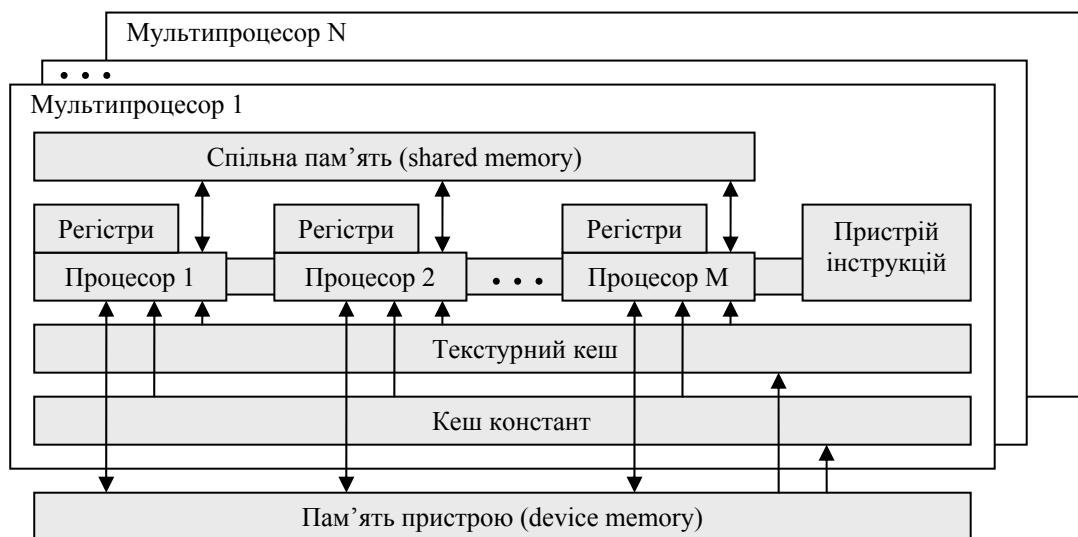 Мультипроцесор N
• • •
Мультипроцесор 1
Спільна пам’ять (shared memory)
Регістри
Регістри
Регістри
Пристрій
інструкцій
Процесор 1
Процесор 2
• • •
Процесор M
Текстурний кеш
Кеш констант
Пам’ять пристрою (device memory)